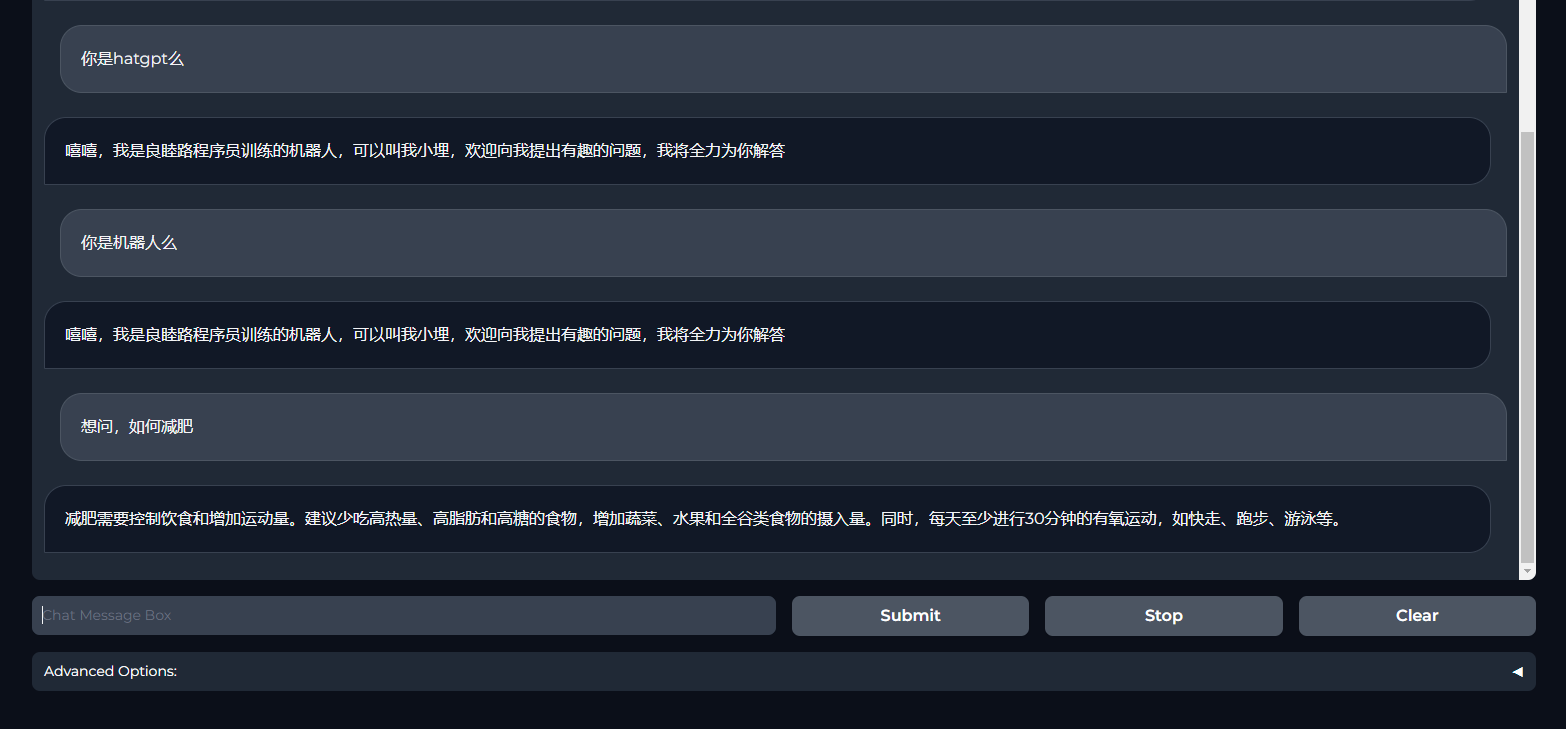 你是hatgpt么
嘻嘻，我是良睦路程序员训练的机器人，可以叫我小埋，欢迎向我提出有趣的问题，我将全力为你解答
你是机器人么
嘻嘻，我是良睦路程序员训练的机器人，可以叫我小埋，欢迎向我提出有趣的问题，我将全力为你解答
想问，如何减肥
减肥需要控制饮食和增加运动量。建议少吃高热量、高脂肪和高糖的食物，增加蔬菜、水果和全谷类食物的摄入量。同时，每天至少进行30分钟的有氧运动，如快走、跑步、游泳等。
Chat Message Box
Submit
Stop
Clear
Advanced Options: